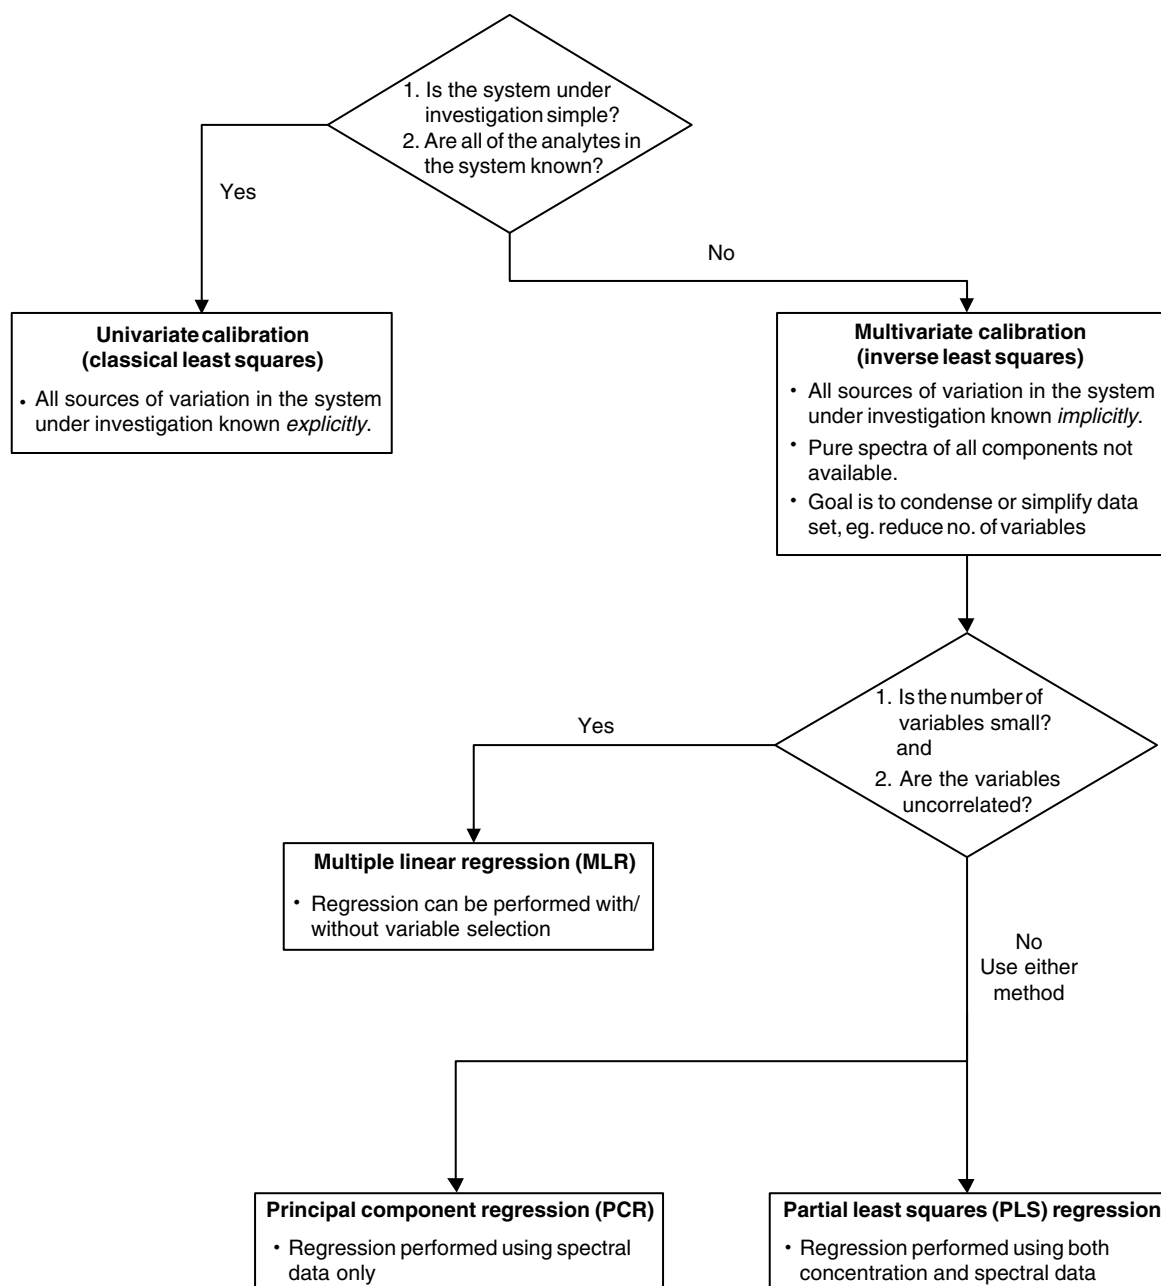 1. Is the system under
investigation simple?
2. Are all of the analytes in
the system known?
Yes
No
Univariate calibration
(classical least squares)
• All sources of variation in the system
under investigation known explicitly.
Multivariate calibration
(inverse least squares)
• All sources of variation in the system
under investigation known implicitly.
• Pure spectra of all components not
available.
• Goal is to condense or simplify data
set, eg. reduce no. of variables
1. Is the number of
variables small?
and
2. Are the variables
uncorrelated?
Yes
Multiple linear regression (MLR)
• Regression can be performed with/
without variable selection
No
Use either
method
Principal component regression (PCR)
• Regression performed using spectral
data only
Partial least squares (PLS) regression
• Regression performed using both
concentration and spectral data